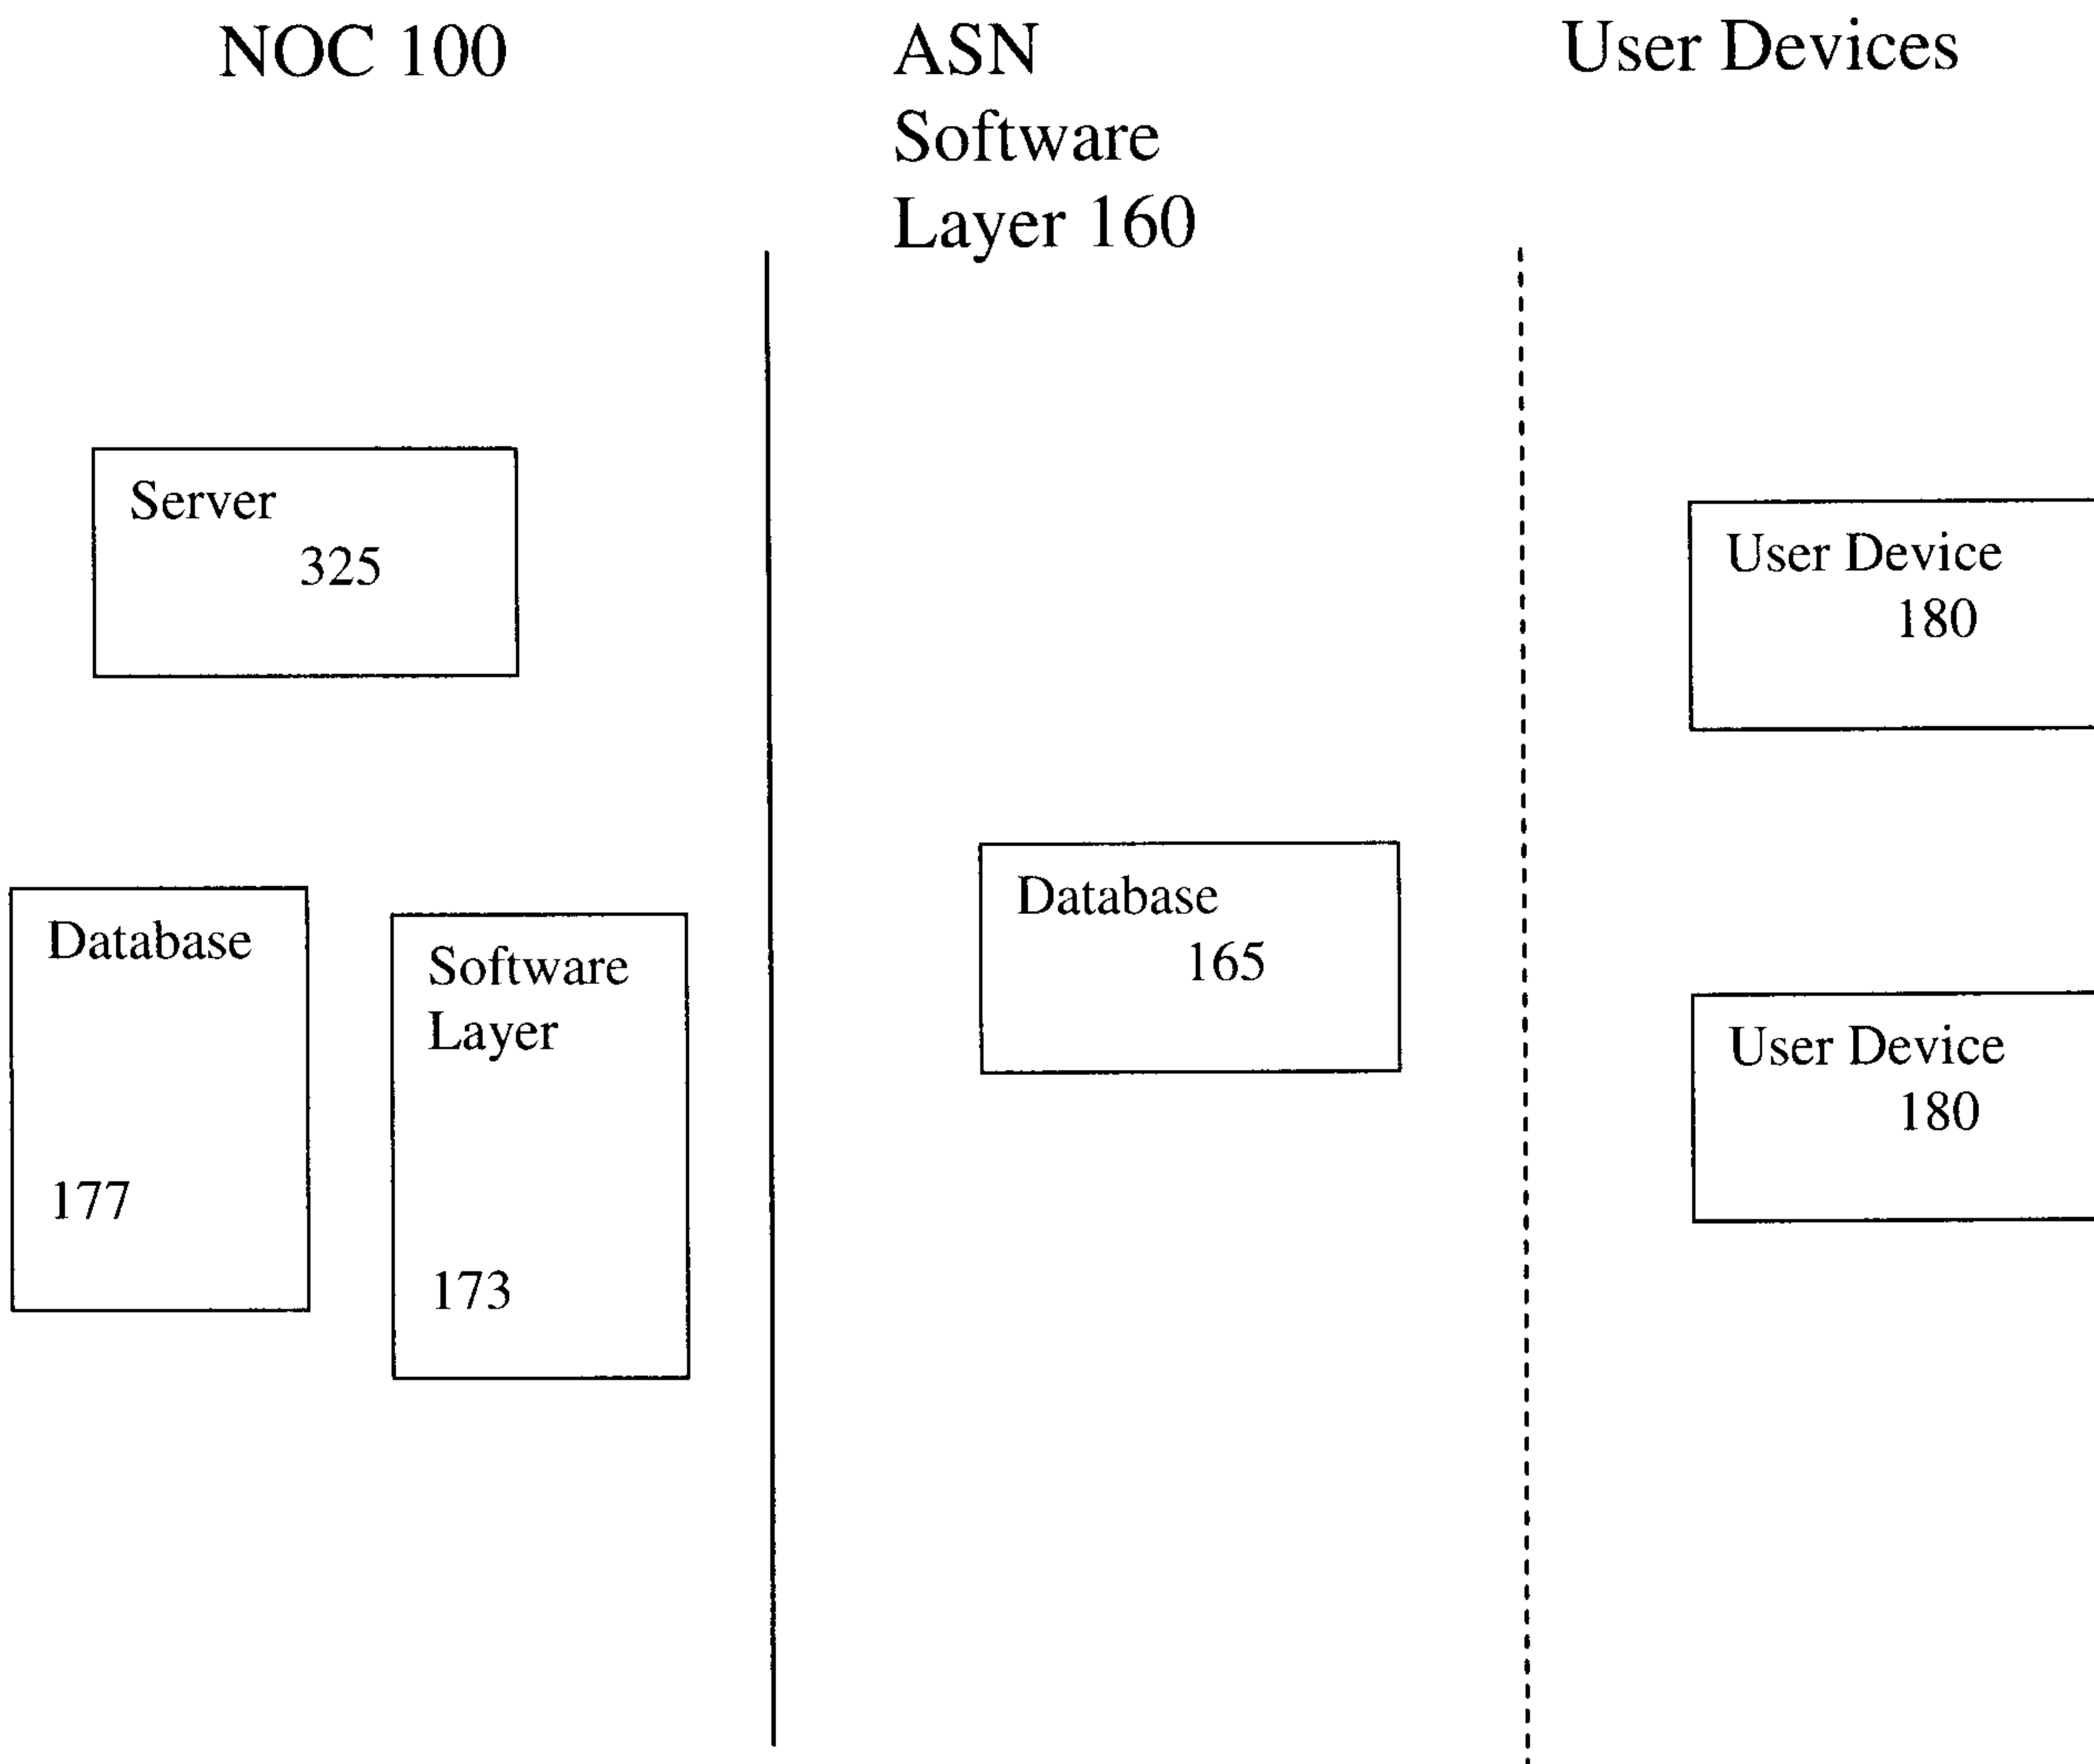 NOC 100
ASN
Software
Layer 160
User Devices
Server
325
Database
177
Software
Layer
173
Database
165
User Device
180
User Device
180